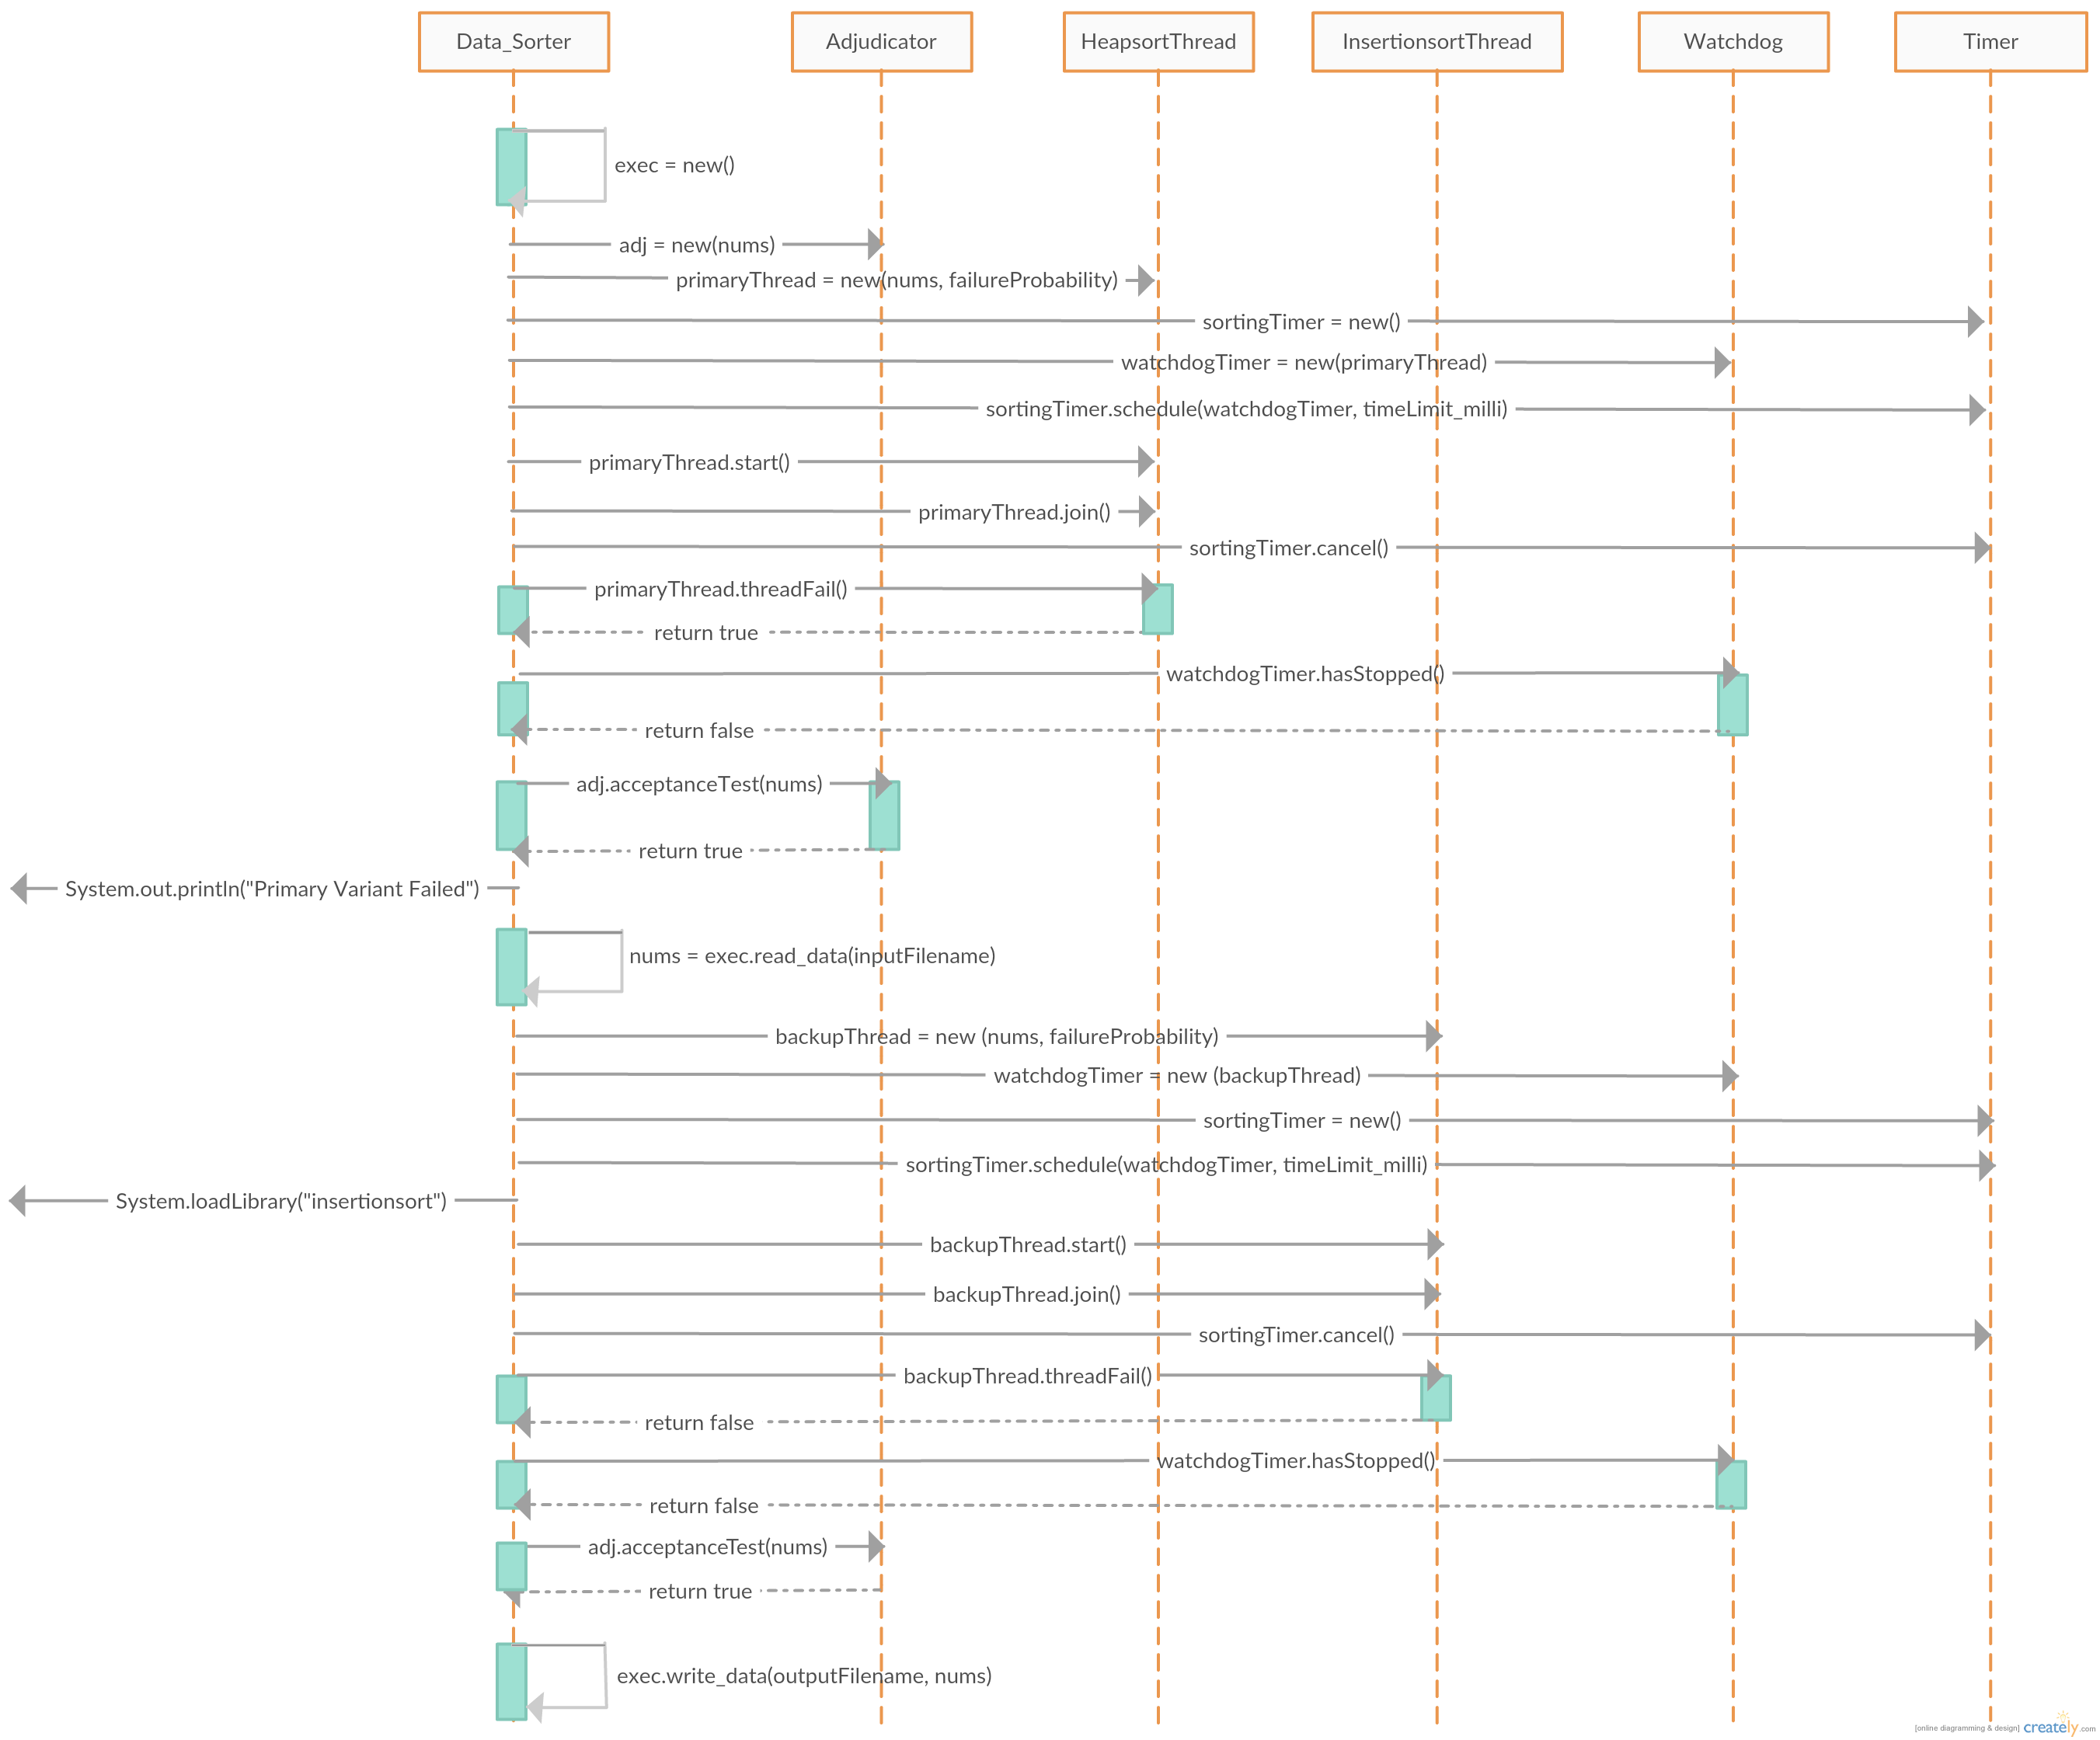 Data_Sorter
Adjudicator
HeapsortThread
InsertionsortThread
Watchdog
Timer
exec = new()
adj = new(nums)
primaryThread = new(nums, failureProbability)
sortingTimer = new()
watchdogTimer = new(primaryThread)
sortingTimer.schedule(watchdogTimer, timeLimit_milli)
primaryThread.start()
primaryThread.join()
sortingTimer.cancel()
primaryThread.threadFail()
return true
watchdogTimer.hasStopped()
return false
adj.acceptanceTest(nums)
return true
System.out.println("Primary Variant Failed")
nums = exec.read_data(inputFilename)
backupThread = new (nums, failureProbability)
watchdogTimer = new (backupThread)
sortingTimer = new()
sortingTimer.schedule(watchdogTimer, timeLimit_milli)
System.loadLibrary("insertionsort")
backupThread.start()
backupThread.join()
sortingTimer.cancel()
backupThread.threadFail()
return false
watchdogTimer.hasStopped()
return false
adj.acceptanceTest(nums)
return true
exec.write_data(outputFilename, nums)
[online diagramming & design] creately.com